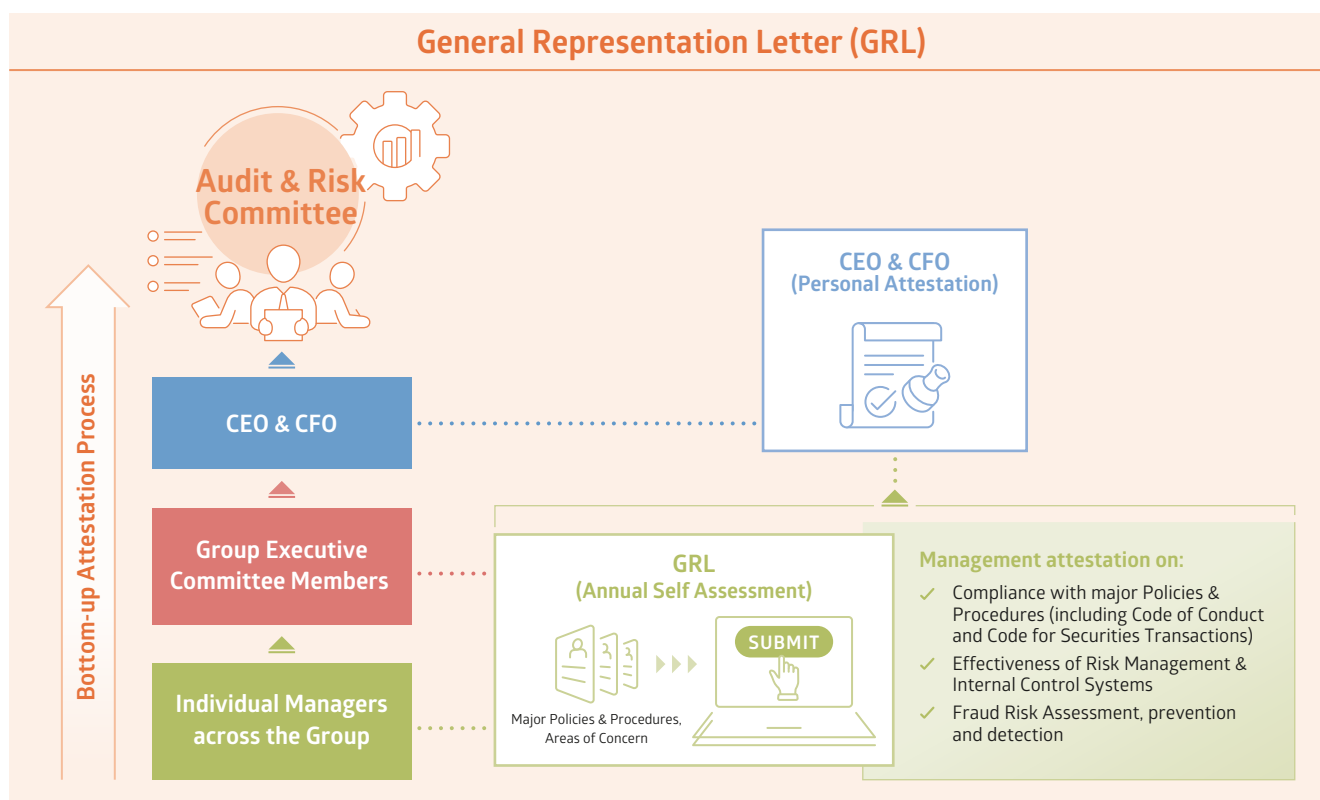 General Representation Letter (GRL)
Audit & Risk
Committee
Bottom-up Attestation Process
CEO & CFO
Group Executive
Committee Members
Individual Managers
across the Group
CEO & CFO
(Personal Attestation)
GRL
(Annual Self Assessment)
SUBMIT
Major Policies & Procedures,
Areas of Concern
Management attestation on:
Compliance with major Policies &
Procedures (including Code of Conduct
and Code for Securities Transactions)
Effectiveness of Risk Management &
Internal Control Systems
Fraud Risk Assessment, prevention
and detection